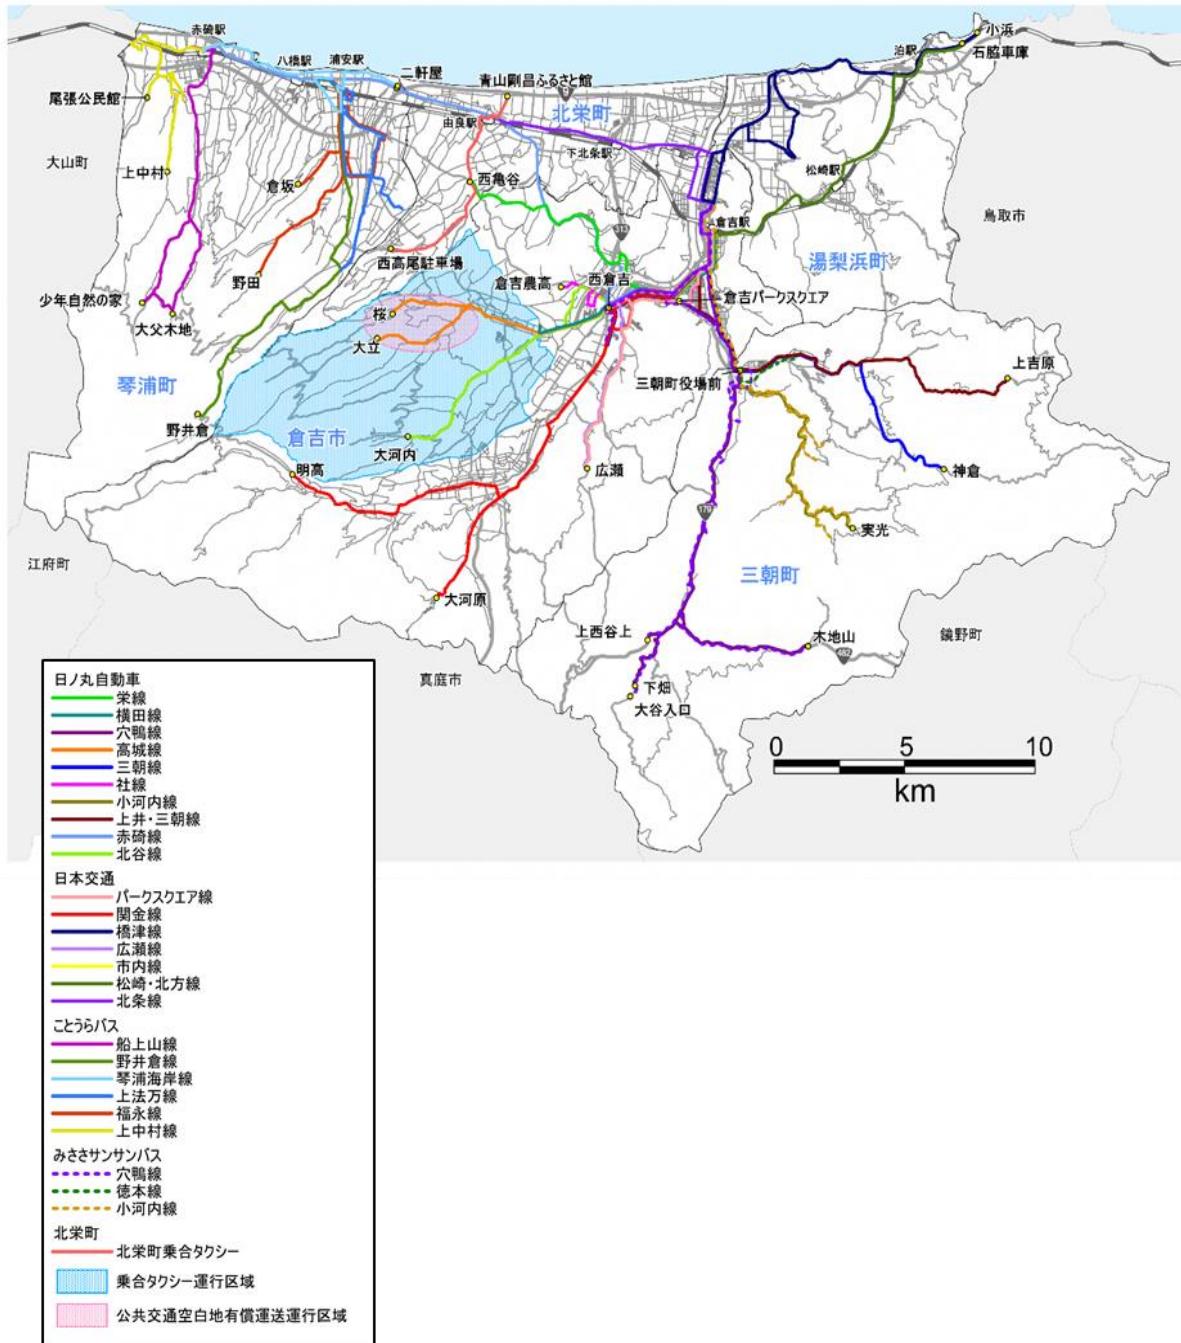 赤碕駅
八橋駅
浦安駅
二軒屋
青山剛昌ふるさと館
9
泊駅
小浜
石脇車庫
尾張公民館
由良駅
北栄町
下北条駅
松崎駅
大山町
上中村
倉坂
西亀谷
鳥取市
倉吉駅
313
西高尾駐車場
野田
倉吉農高
西倉吉
湯梨浜町
倉吉パークスクエア
少年自然の家
大父木地
桜
大立
三朝町役場前
上吉原
琴浦町
野井倉
倉吉市
大河内
明高
広瀬
神倉
179
実光
江府町
三朝町
大河原
上西谷上
木地山
鏡野町
482
真庭市
下畑
大谷入口
0 5 10
km
日ノ丸自動車
栄線
横田線
穴鴨線
高城線
三朝線
社線
小河内線
上井・三朝線
赤碕線
北谷線
日本交通
パークスクエア線
関金線
橋津線
広瀬線
市内線
松崎・北方線
北条線
ことうらバス
船上山線
野井倉線
琴浦海岸線
上法万線
福永線
上中村線
みささサンサンバス
穴鴨線
徳本線
小河内線
北栄町
北栄町乗合タクシー
乗合タクシー運行区域
公共交通空白地有償運送運行区域